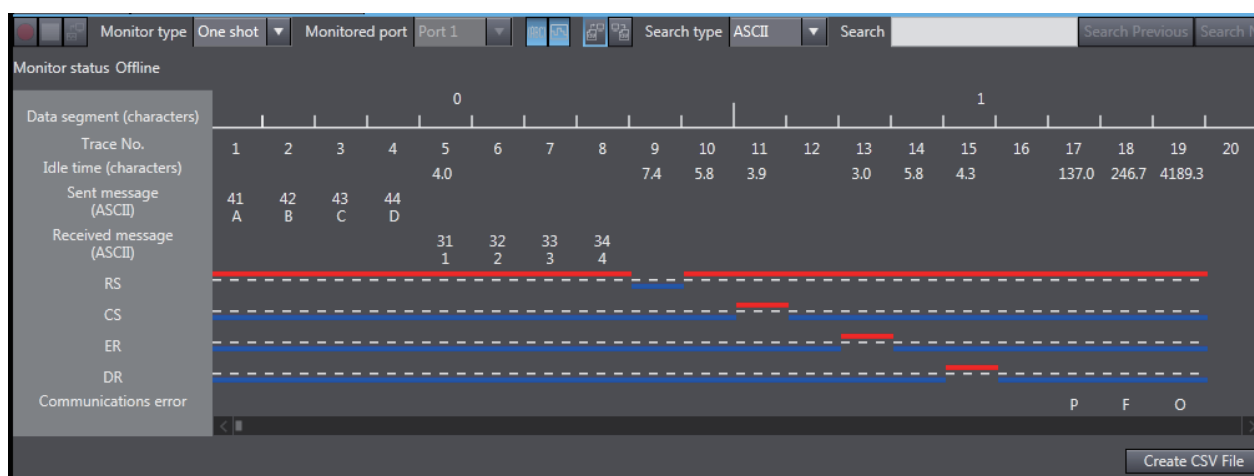 Monitor type One shot Monitored port Port 1 Search type ASCII Search Search Previous Search N
Monitor status Offline
0 1
Data segment (characters)
Trace No. 1 2 3 4 5 6 7 8 9 10 11 12 13 14 15 16 17 18 19 20
Idle time (characters) 4.0 7.4 5.8 3.9 3.0 5.8 4.3 137.0 246.7 4189.3
Sent message 41 42 43 44
(ASCII) A B C D
Received message 31 32 33 34
(ASCII) 1 2 3 4
RS
CS
ER
DR
Communications error P F O
Create CSV File